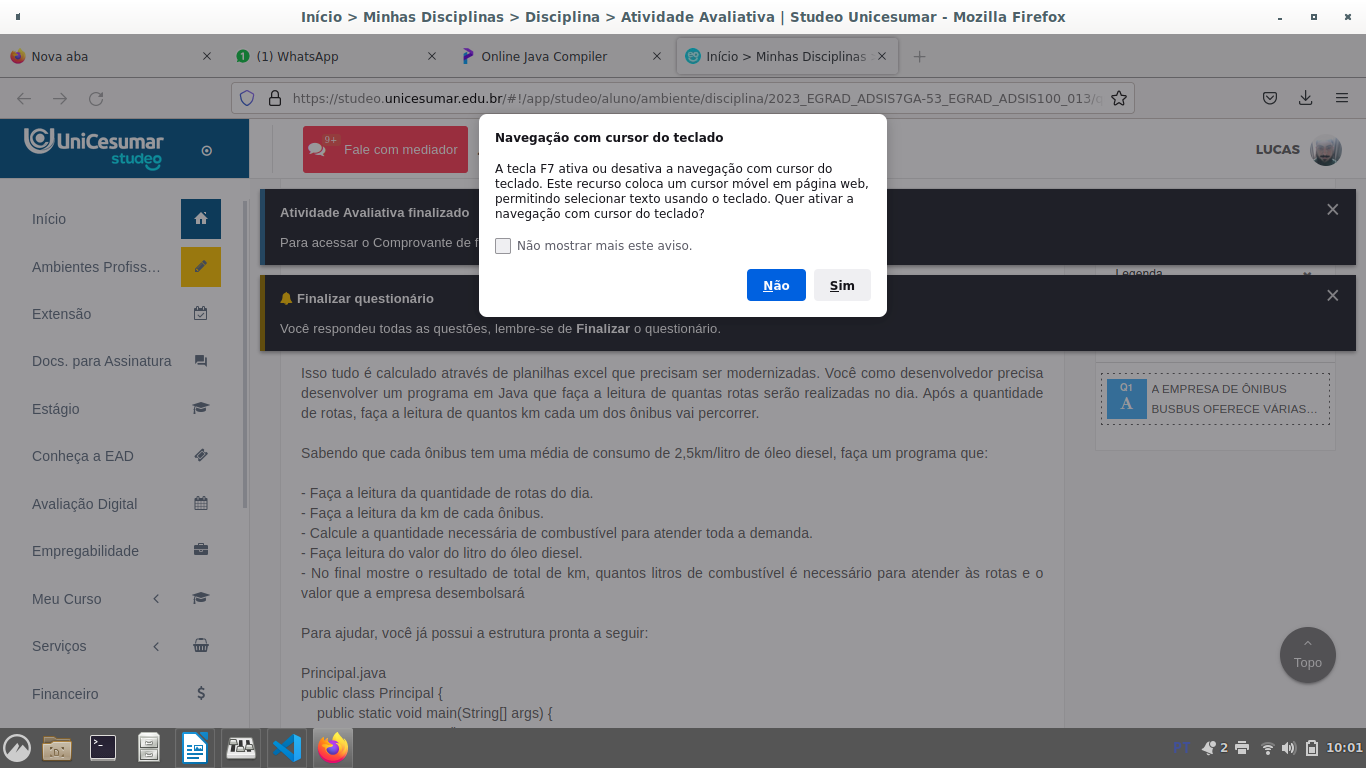 Início > Minhas Disciplinas > Disciplina > Atividade Avaliativa | Studeo Unicesumar - Mozilla Firefox
Nova aba
(1) WhatsApp
Online Java Compiler
Início > Minhas Disciplinas
https://studeo.unicesumar.edu.br/#!/app/studeo/aluno/ambiente/disciplina/2023_EGRAD_ADSIS7GA-53_EGRAD_ADSIS100_013/
UniCesumar
studeo
9+
Fale com mediador
LUCAS
Navegação com cursor do teclado
A tecla F7 ativa ou desativa a navegação com cursor do
teclado. Este recurso coloca um cursor móvel em página web,
permitindo selecionar texto usando o teclado. Quer ativar a
navegação com cursor do teclado?
Não mostrar mais este aviso.
Não
Sim
Início
Ambientes Profiss...
Extensão
Docs. para Assinatura
Estágio
Conheça a EAD
Avaliação Digital
Empregabilidade
Meu Curso
Serviços
Financeiro
Atividade Avaliativa finalizado
Para acessar o Comprovante de f
Legenda
Finalizar questionário
Você respondeu todas as questões, lembre-se de Finalizar o questionário.
Isso tudo é calculado através de planilhas excel que precisam ser modernizadas. Você como desenvolvedor precisa
desenvolver um programa em Java que faça a leitura de quantas rotas serão realizadas no dia. Após a quantidade
de rotas, faça a leitura de quantos km cada um dos ônibus vai percorrer.
Sabendo que cada ônibus tem uma média de consumo de 2,5km/litro de óleo diesel, faça um programa que:
- Faça a leitura da quantidade de rotas do dia.
- Faça a leitura da km de cada ônibus.
- Calcule a quantidade necessária de combustível para atender toda a demanda.
- Faça leitura do valor do litro do óleo diesel.
- No final mostre o resultado de total de km, quantos litros de combustível é necessário para atender às rotas e o
valor que a empresa desembolsará
Para ajudar, você já possui a estrutura pronta a seguir:
Principal.java
public class Principal {
public static void main(String[] args) {
Q1
A
A EMPRESA DE ÔNIBUS
BUSBUS OFERECE VÁRIAS...
Topo
2
10:01